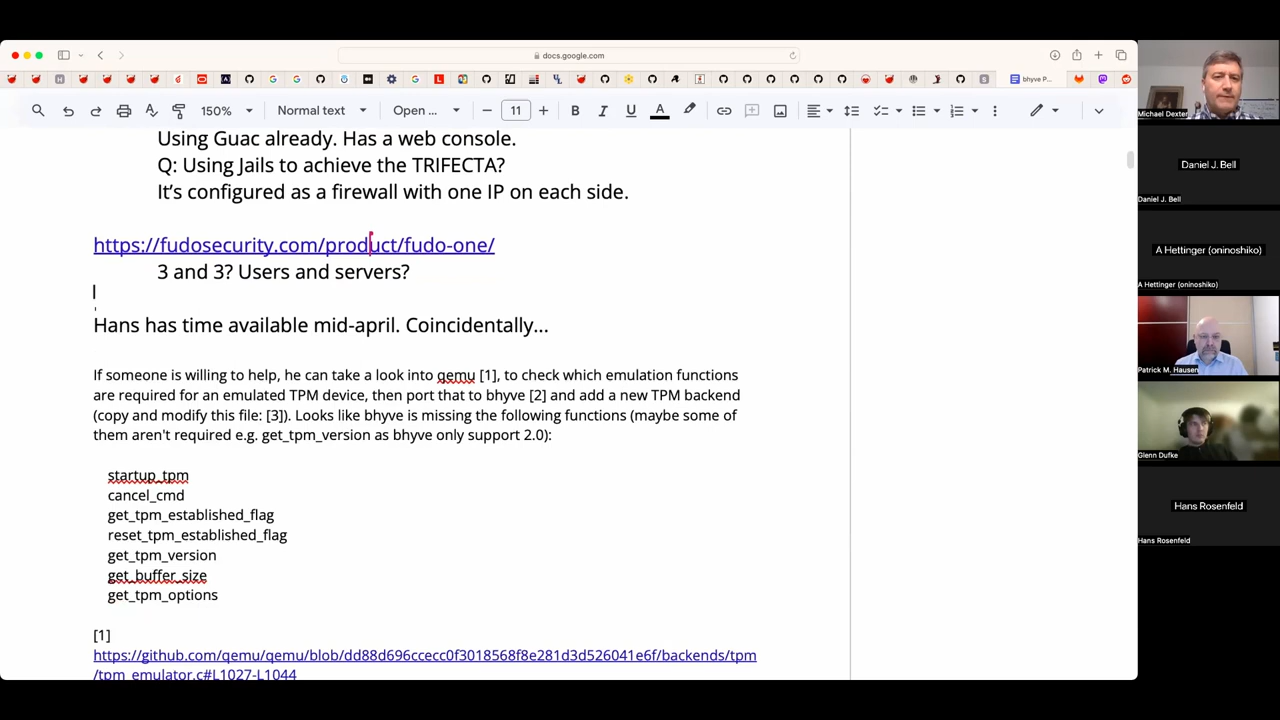 docs.google.com
bhyve P...
150%
Normal text
Open ...
11
Using Guac already. Has a web console.
Q: Using Jails to achieve the TRIFECTA?
It's configured as a firewall with one IP on each side.
https://fudosecurity.com/product/fudo-one/
3 and 3? Users and servers?
Hans has time available mid-april. Coincidentally...
If someone is willing to help, he can take a look into qemu [1], to check which emulation functions
are required for an emulated TPM device, then port that to bhyve [2] and add a new TPM backend
(copy and modify this file: [3]). Looks like bhyve is missing the following functions (maybe some of
them aren't required e.g. get_tpm_version as bhyve only support 2.0):
startup_tpm
cancel_cmd
get_tpm_established_flag
reset_tpm_established_flag
get_tpm_version
get_buffer_size
get_tpm_options
[1]
https://github.com/qemu/qemu/blob/dd88d696ccecc0f3018568f8e281d3d526041e6f/backends/tpm
/tpm_emulator.c#L1027-L1044
Michael Dexter
Daniel J. Bell
Daniel J. Bell
A Hettinger (oninoshiko)
A Hettinger (oninoshiko)
Patrick M. Hausen
Glenn Dufke
Hans Rosenfeld
Hans Rosenfeld